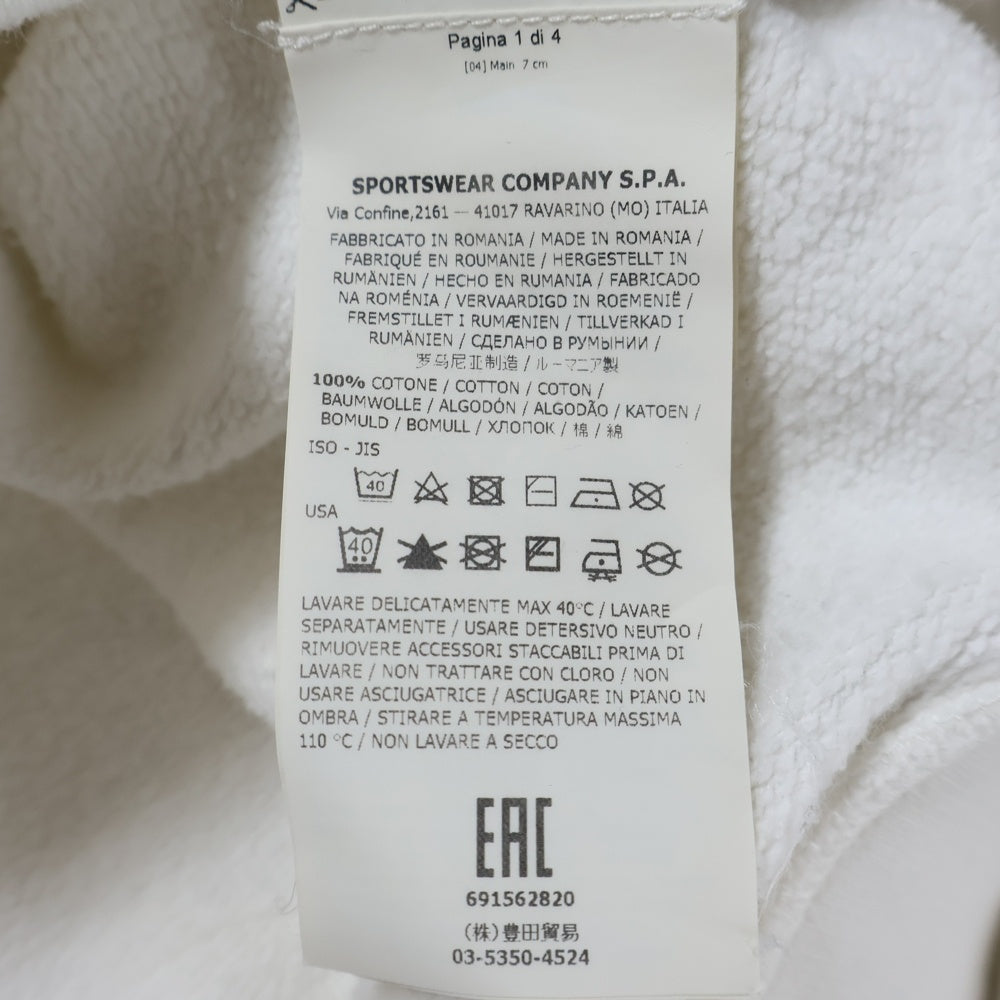 Pagina 1 di 4
[04] Main 7 cm
SPORTSWEAR COMPANY S.P.A.
Via Confine,2161 — 41017 RAVARINO (MO) ITALIA
FABBRICATO IN ROMANIA / MADE IN ROMANIA /
FABRIQUÉ EN ROUMANIE / HERGESTELLT IN
RUMÄNIEN / HECHO EN RUMANIA / FABRICADO
NA ROMÉNIA / VERVAARDIGD IN ROEMENIË /
FREMSTILLET I RUMÆNIEN / TILLVERKAD I
RUMÄNIEN / СДЕЛАНО В РУМЫНИИ /
罗马尼亚制造 / ルーマニア製
100% COTONE / COTTON / COTON /
BAUMWOLLE / ALGODÓN / ALGODÃO / KATOEN /
BOMULD / BOMULL / ХЛОПОК / 棉 / 綿
ISO - JIS
40
USA
40
LAVARE DELICATAMENTE MAX 40°C / LAVARE
SEPARATAMENTE / USARE DETERSIVO NEUTRO /
RIMUOVERE ACCESSORI STACCABILI PRIMA DI
LAVARE / NON TRATTARE CON CLORO / NON
USARE ASCIUGATRICE / ASCIUGARE IN PIANO IN
OMBRA / STIRARE A TEMPERATURA MASSIMA
110 °C / NON LAVARE A SECCO
EAC
691562820
(株)豊田貿易
03-5350-4524